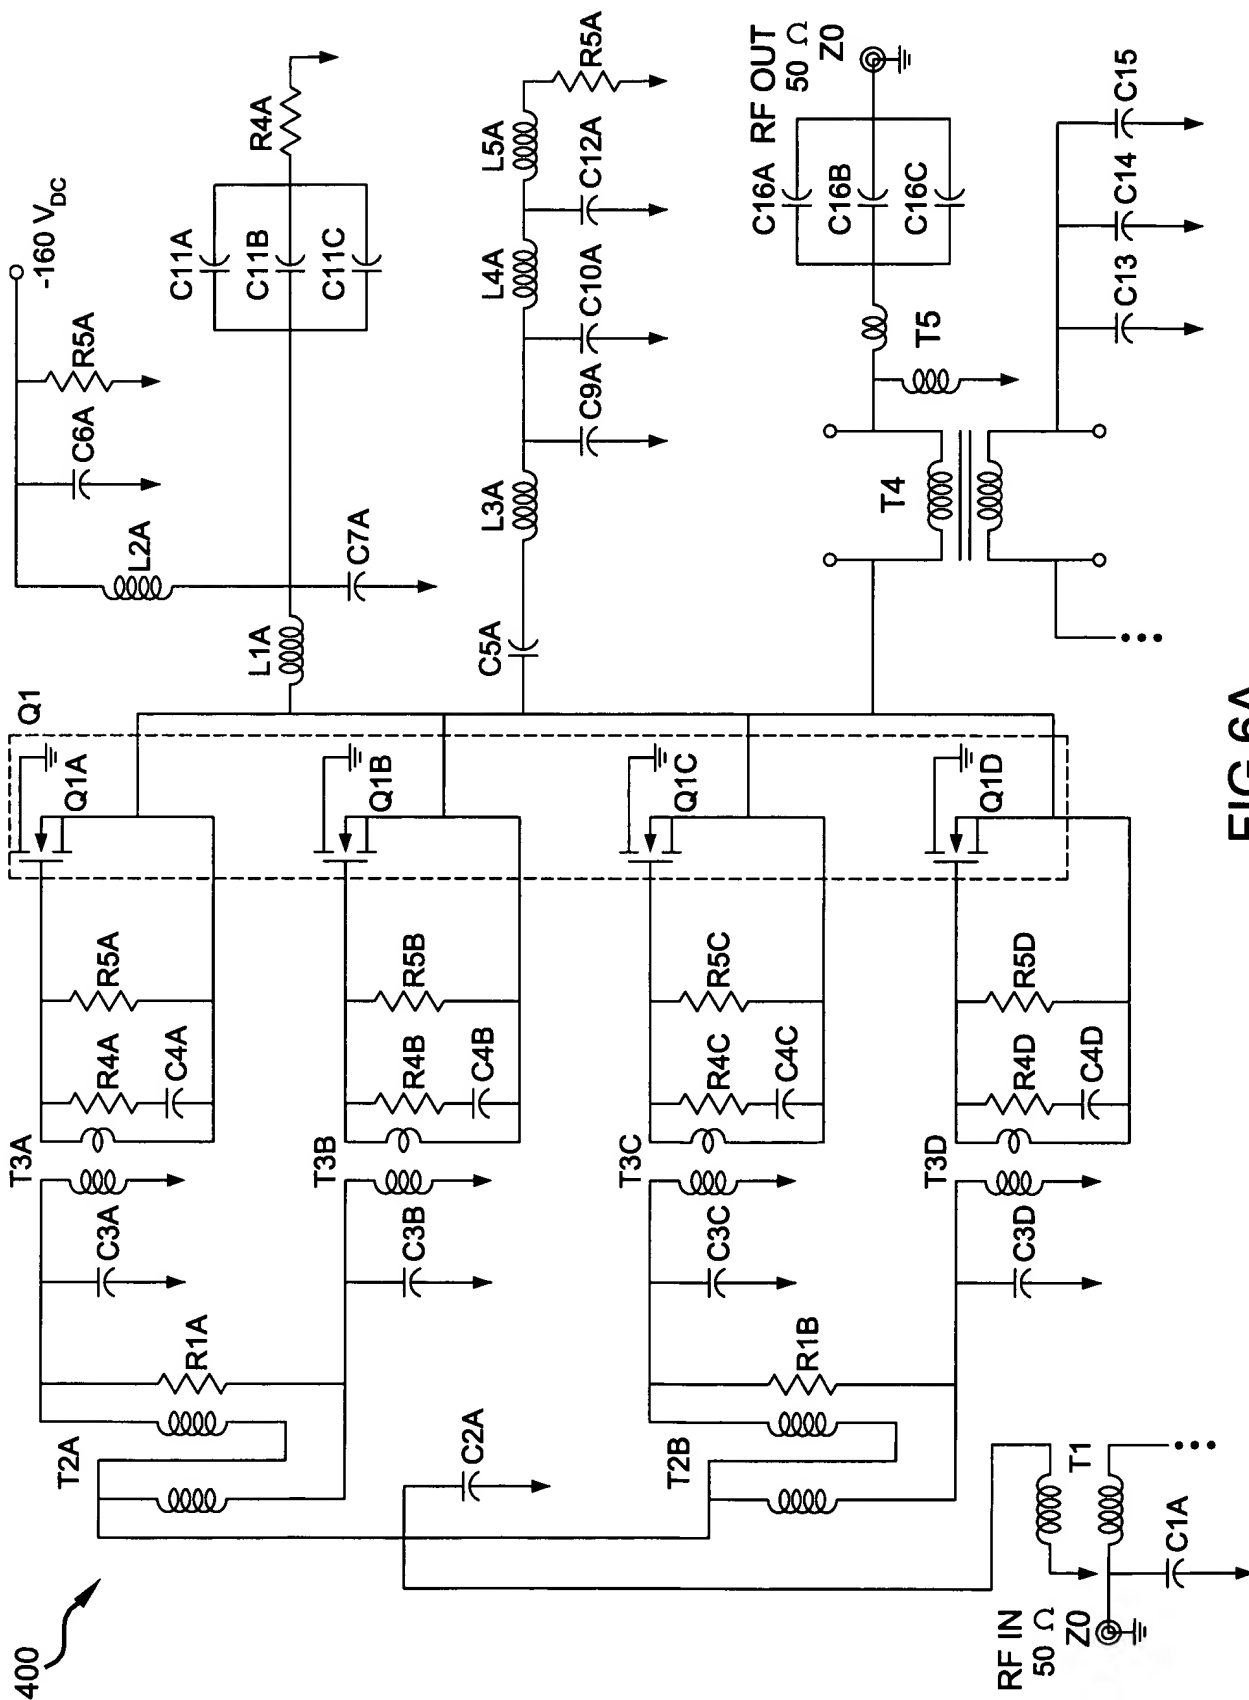 400
RF IN
50 Ω
Z0
C1A
T1
C2A
T2A
R1A
T2B
R1B
C3A
T3A
R4A
C4A
R5A
C3B
T3B
R4B
C4B
R5B
C3C
T3C
R4C
C4C
R5C
C3D
T3D
R4D
C4D
R5D
Q1
Q1A
Q1B
Q1C
Q1D
L1A
L2A
C6A
R5A
-160 VDC
C7A
C11A
C11B
C11C
R4A
C5A
L3A
C9A
C10A
L4A
C12A
L5A
R5A
T4
T5
C16A
C16B
C16C
RF OUT
50 Ω
Z0
C13
C14
C15
FIG.6A